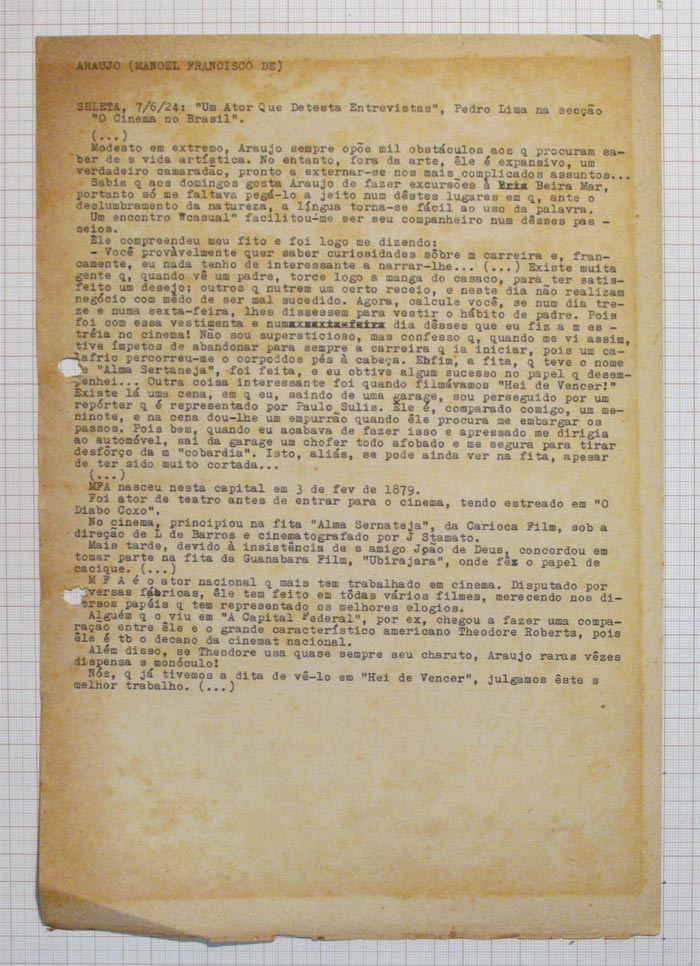 ARAUJO (MANOEL FRANCISCO DE)
SELETA, 7/6/24: "Um Ator Que Detesta Entrevistas", Pedro Lima na secção
"O Cinema no Brasil".
(...)
Modesto em extremo, Araujo sempre opõe mil obstáculos aos q procuram sa-
ber de s vida artística. No entanto, fora da arte, êle é expansivo, um
verdadeiro camaradão, pronto a externar-se nos mais complicados assuntos...
Sabia q aos domingos gosta Araujo de fazer excursões à Beira Mar,
portanto só me faltava pegá-lo a jeito num dêstes lugares em q, ante o
deslumbramento da natureza, a língua torna-se fácil ao uso da palavra.
Um encontro "casual" facilitou-me ser seu companheiro num dêsses pas -
seios.
Ele compreendeu meu fito e foi logo me dizendo:
- Você provàvelmente quer saber curiosidades sôbre m carreira e, fran-
camente, eu nada tenho de interessante a narrar-lhe... (...) Existe muita
gente q, quando vê um padre, torce logo a manga do casaco, para ter satis-
feito um desejo; outros q nutrem um certo receio, e neste dia não realizam
negócio com mêdo de ser mal sucedido. Agora, calcule você, se num dia tre-
ze e numa sexta-feira, lhes dissessem para vestir o hábito de padre. Pois
foi com essa vestimenta e num dia dêsses que eu fiz a m es -
tréia no cinema! Não sou supersticioso, mas confesso q, quando me vi assim,
tive ímpetos de abandonar para sempre a carreira q ia iniciar, pois um ca-
lafrio percorreu-me o corpoddos pés à cabeça. Ebfim, a fita, q teve o nome
"Alma Sertaneja", foi feita, e eu obtive algum sucesso no papel q desem-
penhei... Outra coisa interessante foi quando filmávamos "Hei de Vencer!"
Existe lá uma cena, em q eu, saindo de uma garage, sou perseguido por um
repórter q é representado por Paulo Sulis. Êle é, comparado comigo, um me-
ninote, e na cena dou-lhe um empurrão quando êle procura me embargar os
passos. Pois bem, quando eu acabava de fazer isso e apressado me dirigia
ao automóvel, sai da garage um chofer todo afobado e me segura para tirar
desfôrço da m "cobardia". Isto, aliás, se pode ainda ver na fita, apesar
de ter sido muito cortada...
(...)
MFA nasceu nesta capital em 3 de fev de 1879.
Foi ator de teatro antes de entrar para o cinema, tendo estreado em "O
Diabo Coxo".
No cinema, principiou na fita "Alma Sernateja", da Carioca Film, sob a
direção de L de Barros e cinematografado por J Stamato.
Mais tarde, devido à insistência de s amigo Jpão de Deus, concordou em
tomar parte na fita da Guanabara Film, "Ubirajara", onde fêx o papel de
cacique. (...)
M F A é o ator nacional q mais tem trabalhado em cinema. Disputado por
versas fábricas, êle tem feito em tôdas vários filmes, merecendo nos di-
ersos papéis q tem representado os melhores elogios.
Alguém q o viu em "A Capital Federal", por ex, chegou a fazer uma compa-
ração entre êle e o grande característico americano Theodore Roberts, pois
êle é tb o decano da cinemat nacional.
Além disso, se Theodore usa quase sempre seu charuto, Araujo raras vêzes
dispensa s monóculo!
Nós, q já tivemos a dita de vê-lo em "Hei de Vencer", julgamos êste s
melhor trabalho. (...)